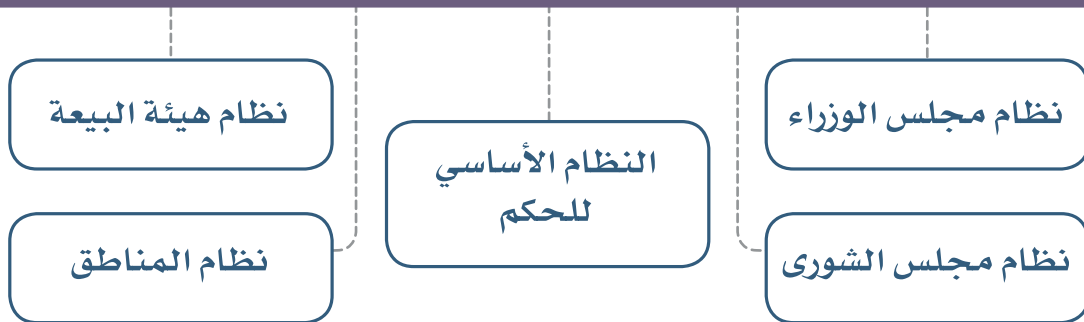 نظام مجلس الوزراء
نظام مجلس الشورى
النظام الأساسي
للحكم
نظام هيئة البيعة
نظام المناطق